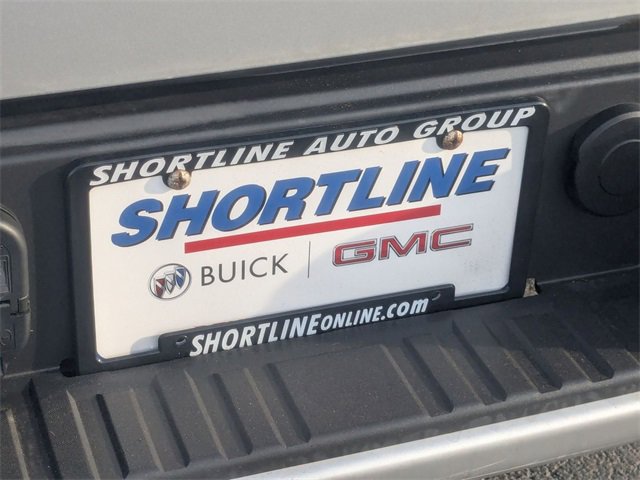 SHORTLINE AUTO GROUP
SHORTLINE
BUICK | GMC
SHORTLINEONLINE.com